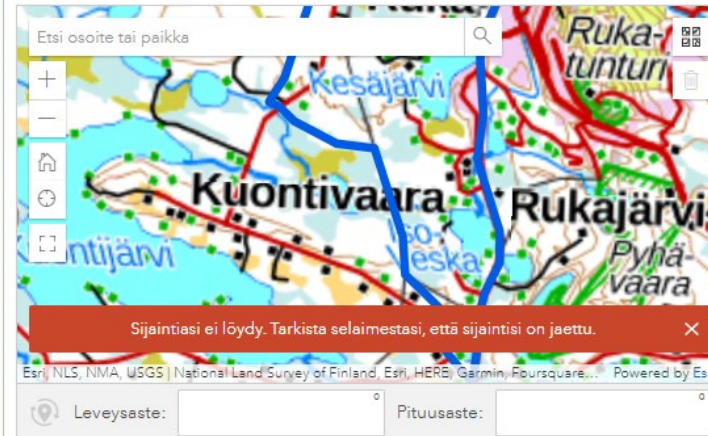 Etsi osoite tai paikka
Ruka-
tunturi
Kesäjärvi
Kuontivaara
Rukajärvi
Iso-
Leska
Pyhä-
vaara
Sijaintiasi ei löydy. Tarkista selaimestasi, että sijaintisi on jaettu.
Esri, NLS, NMA, USGS | National Land Survey of Finland, Esri, HERE, Garmin, Foursquare... Powered by Es
Leveysaste: ° Pituusaste: °